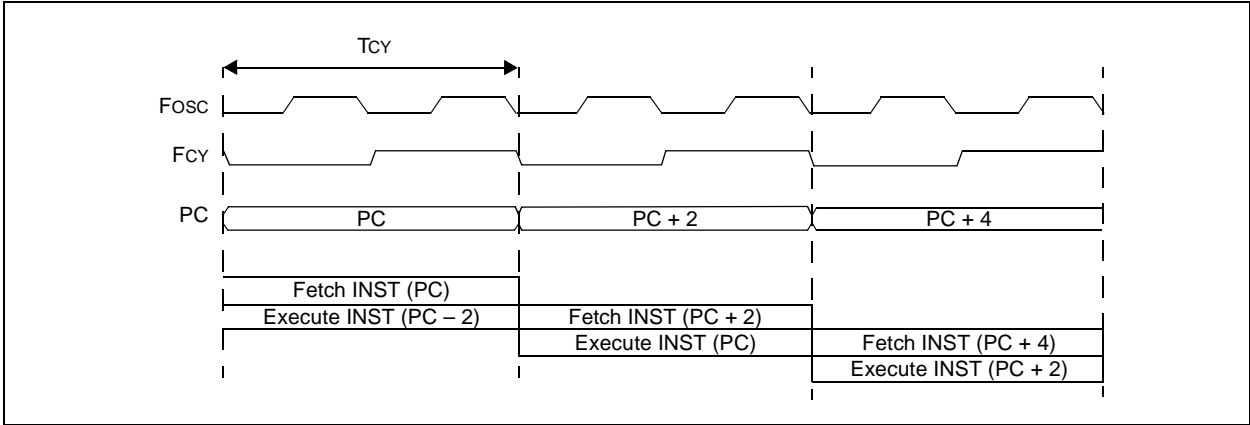 TCY
FOSC
FCY
PC PC PC + 2 PC + 4
Fetch INST (PC)
Execute INST (PC – 2) Fetch INST (PC + 2)
Execute INST (PC) Fetch INST (PC + 4)
Execute INST (PC + 2)